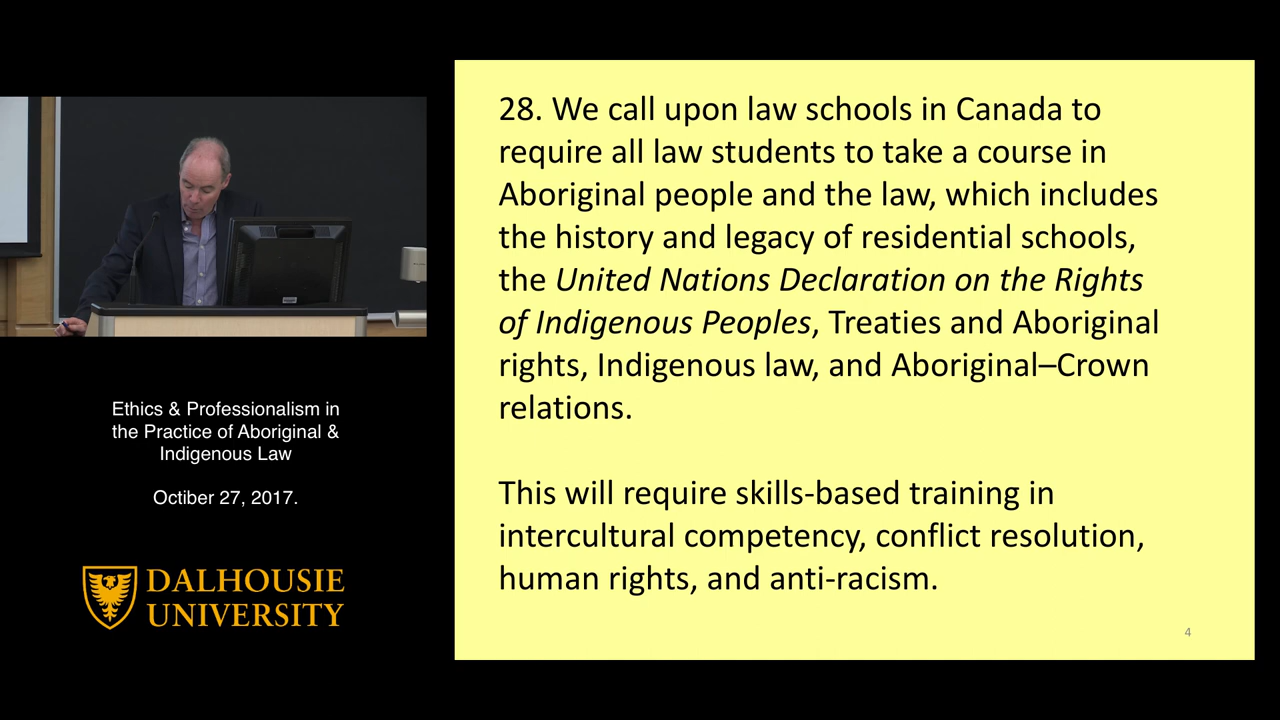 28. We call upon law schools in Canada to
require all law students to take a course in
Aboriginal people and the law, which includes
the history and legacy of residential schools,
the United Nations Declaration on the Rights
of Indigenous Peoples, Treaties and Aboriginal
rights, Indigenous law, and Aboriginal–Crown
relations.
This will require skills-based training in
intercultural competency, conflict resolution,
human rights, and anti-racism.
4
Ethics & Professionalism in
the Practice of Aboriginal &
Indigenous Law
Octiber 27, 2017.
DALHOUSIE
UNIVERSITY